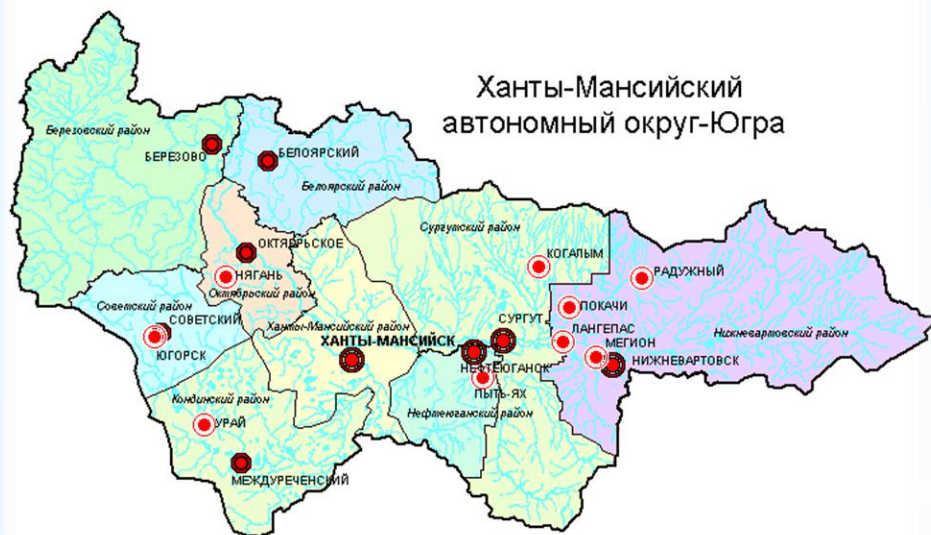 Ханты-Мансийский
автономный округ-Югра
Березовский район
БЕРЕЗОВО
БЕЛОЯРСКИЙ
Белоярский район
Сургутский район
ОКТЯБРЬСКОЕ
КОГАЛЫМ
НЯГАНЬ
РАДУЖНЫЙ
Октябрьский район
Советский район
ПОКАЧИ
СОВЕТСКИЙ
СУРГУТ
Ханты-Мансийский район
ЛАНГЕПАС
Нижневартовский район
ХАНТЫ-МАНСИЙСК
МЕГИОН
ЮГОРСК
НИЖНЕВАРТОВСК
НЕФТЕЮГАНСК
ПЫТЬ-ЯХ
Кондинский район
Нефтеюганский район
УРАЙ
МЕЖДУРЕЧЕНСКИЙ